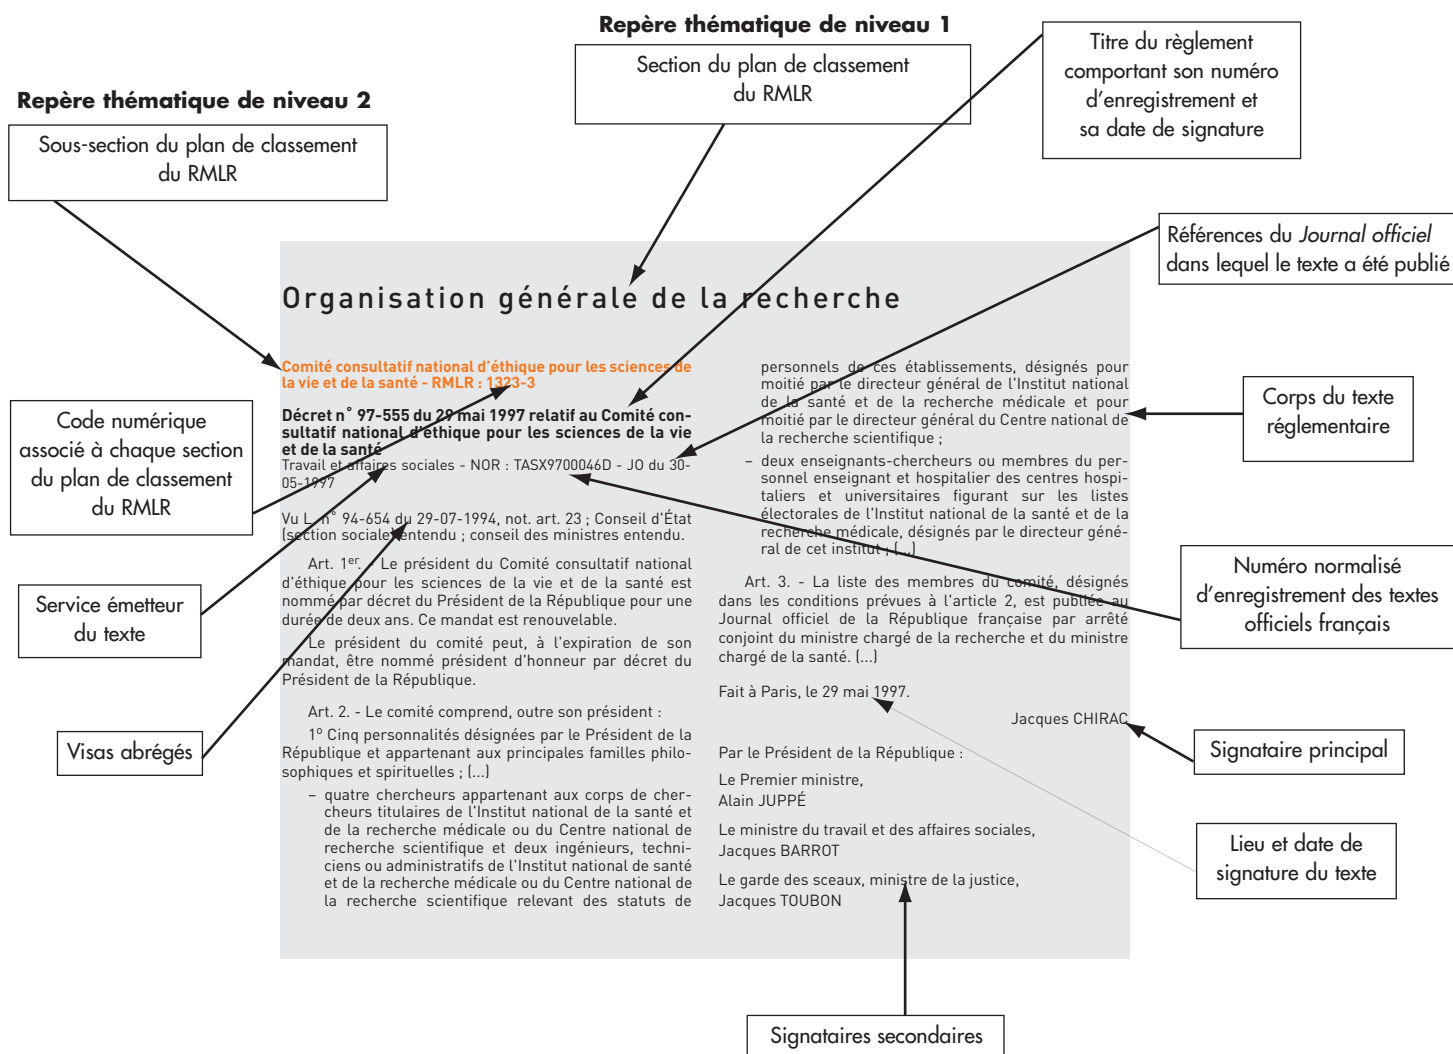 Repère thématique de niveau 1
Section du plan de classement
du RMLR
Titre du règlement
comportant son numéro
d'enregistrement et
sa date de signature
Repère thématique de niveau 2
Sous-section du plan de classement
du RMLR
Références du Journal officiel
dans lequel le texte a été publié
Organisation générale de la recherche
Comité consultatif national d'éthique pour les sciences de
la vie et de la santé - RMLR : 1323-3
Décret n° 97-555 du 29 mai 1997 relatif au Comité con-
sultatif national d'éthique pour les sciences de la vie
et de la santé
Travail et affaires sociales - NOR : TASX9700046D - JO du 30-
05-1997
Vu L. n° 94-654 du 29-07-1994, not. art. 23 ; Conseil d'État
(section sociale) entendu ; conseil des ministres entendu.
Art. 1er. - Le président du Comité consultatif national
d'éthique pour les sciences de la vie et de la santé est
nommé par décret du Président de la République pour une
durée de deux ans. Ce mandat est renouvelable.
Le président du comité peut, à l'expiration de son
mandat, être nommé président d'honneur par décret du
Président de la République.
Art. 2. - Le comité comprend, outre son président :
1° Cinq personnalités désignées par le Président de la
République et appartenant aux principales familles philo-
sophiques et spirituelles ; (...)
– quatre chercheurs appartenant aux corps de cher-
cheurs titulaires de l'Institut national de la santé et
de la recherche médicale ou du Centre national de
recherche scientifique et deux ingénieurs, techni-
ciens ou administratifs de l'Institut national de santé
et de la recherche médicale ou du Centre national de
la recherche scientifique relevant des statuts de
personnels de ces établissements, désignés pour
moitié par le directeur général de l'Institut national
de la santé et de la recherche médicale et pour
moitié par le directeur général du Centre national de
la recherche scientifique ;
– deux enseignants-chercheurs ou membres du per-
sonnel enseignant et hospitalier des centres hospi-
taliers et universitaires figurant sur les listes
électorales de l'Institut national de la santé et de la
recherche médicale, désignés par le directeur géné-
ral de cet institut ; (...)
Art. 3. - La liste des membres du comité, désignés
dans les conditions prévues à l'article 2, est publiée au
Journal officiel de la République française par arrêté
conjoint du ministre chargé de la recherche et du ministre
chargé de la santé. (...)
Fait à Paris, le 29 mai 1997.
Jacques CHIRAC
Par le Président de la République :
Le Premier ministre,
Alain JUPPÉ
Le ministre du travail et des affaires sociales,
Jacques BARROT
Le garde des sceaux, ministre de la justice,
Jacques TOUBON
Code numérique
associé à chaque section
du plan de classement
du RMLR
Service émetteur
du texte
Visas abrégés
Corps du texte
réglementaire
Numéro normalisé
d'enregistrement des textes
officiels français
Signataire principal
Lieu et date de
signature du texte
Signataires secondaires